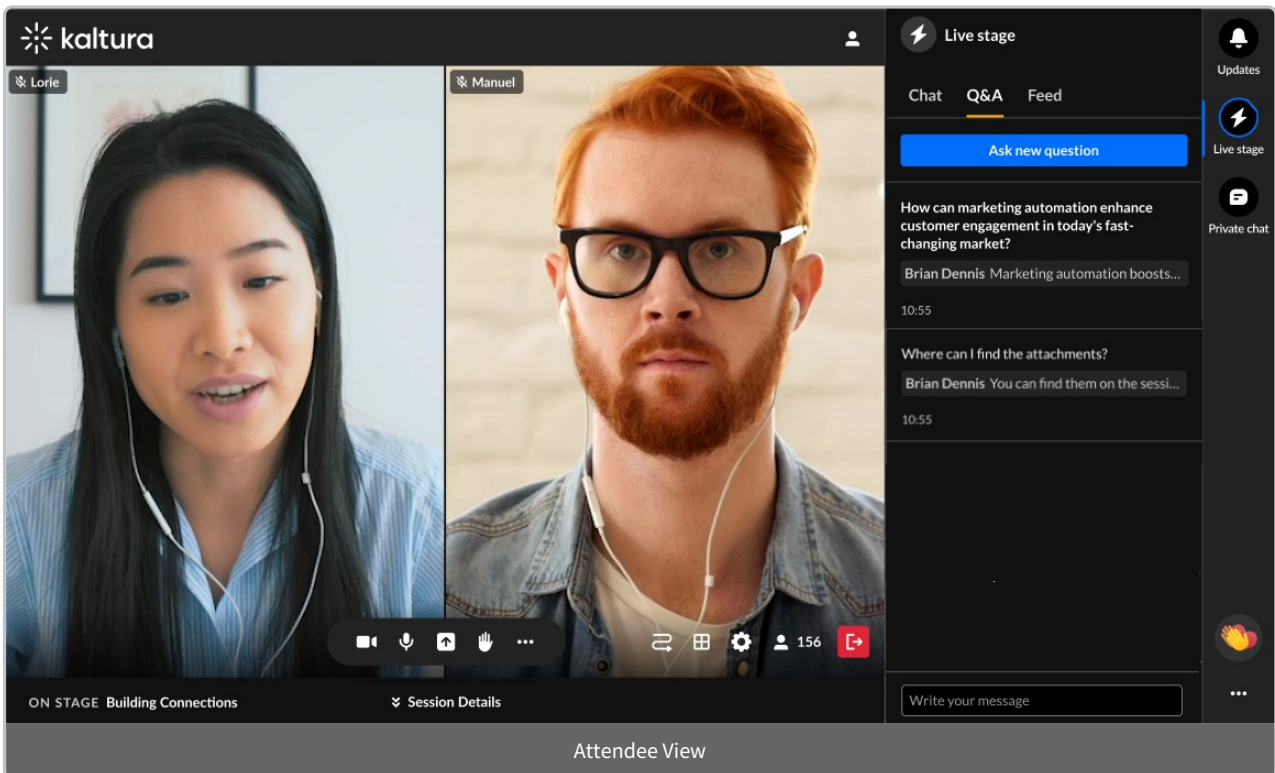 kaltura
Lorie
Manuel
Live stage
Chat Q&A Feed
Ask new question
How can marketing automation enhance
customer engagement in today's fast-
changing market?
Brian Dennis Marketing automation boosts...
10:55
Where can I find the attachments?
Brian Dennis You can find them on the sessi...
10:55
Write your message
Updates
Live stage
Private chat
156
ON STAGE Building Connections
Session Details
Attendee View